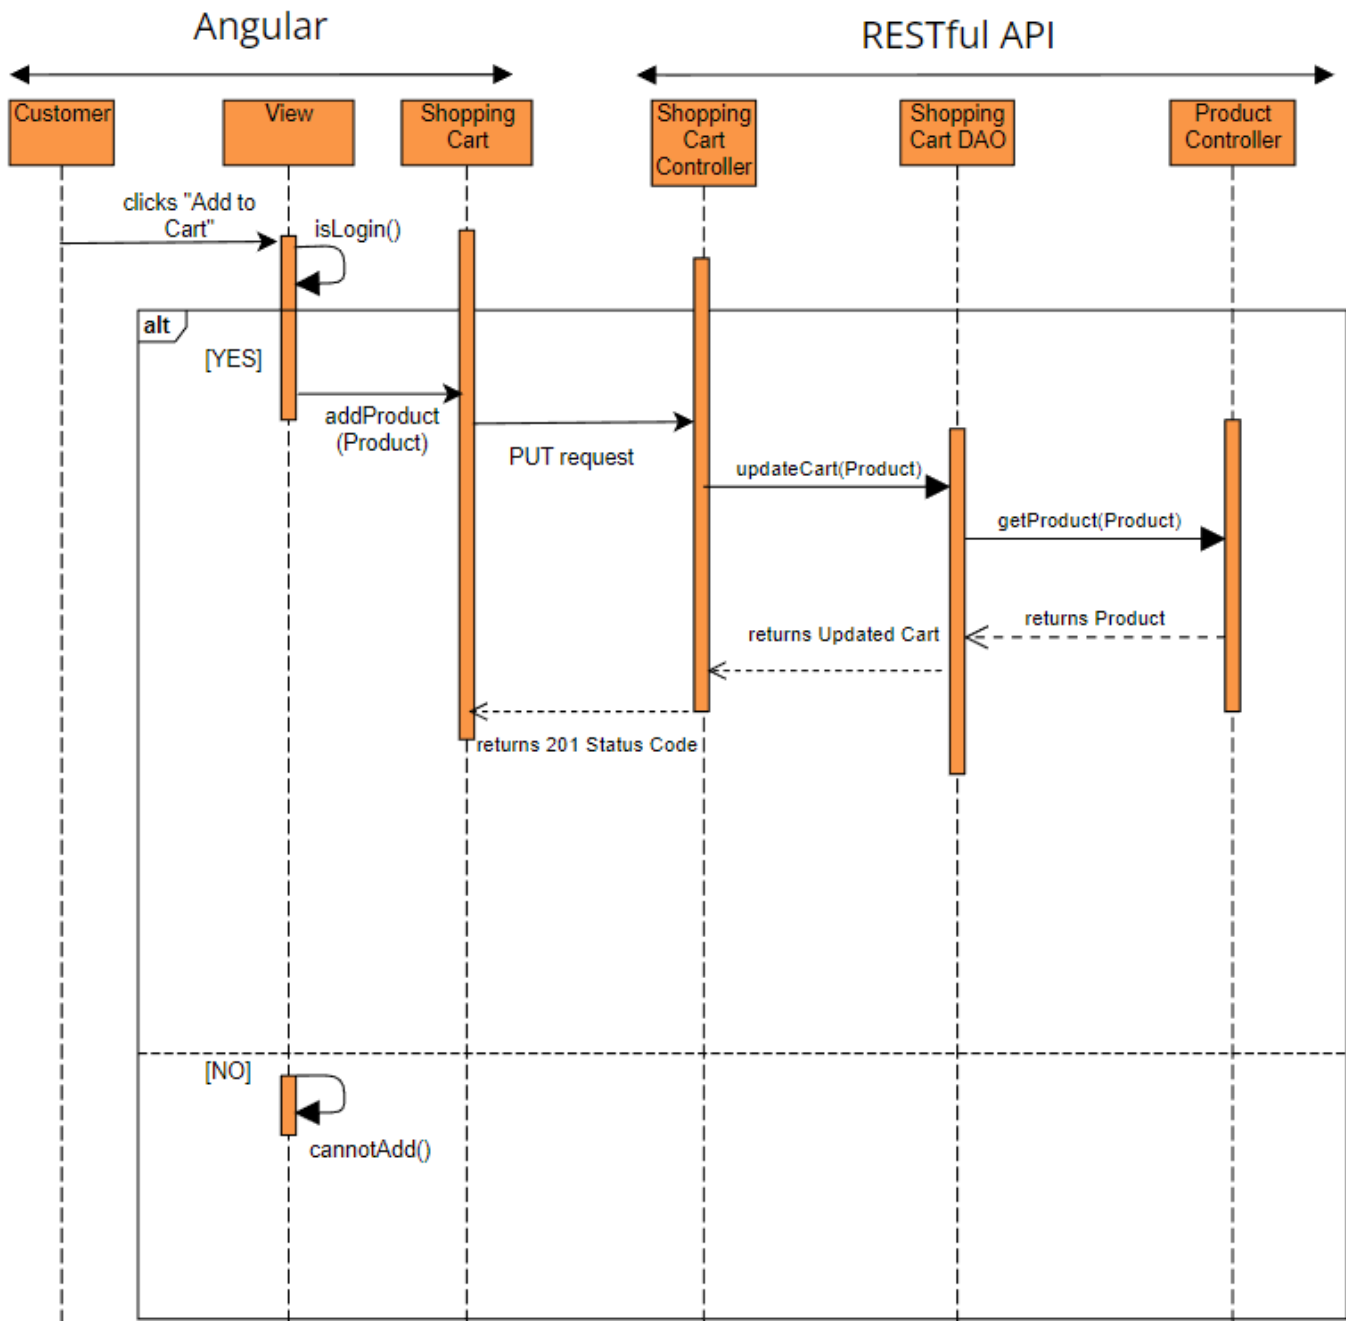 Angular
RESTful API
Customer
View
Shopping
Cart
Shopping
Cart
Controller
Shopping
Cart DAO
Product
Controller
clicks "Add to
Cart"
isLogin()
alt
[YES]
addProduct
(Product)
PUT request
updateCart(Product)
getProduct(Product)
returns Product
returns Updated Cart
returns 201 Status Code
[NO]
cannotAdd()